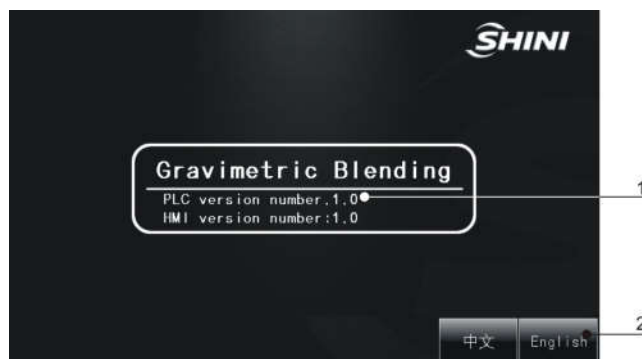 SHINI
Gravimetric Blending
PLC version number.1.0
HMI version number:1.0
1
中文
English
2